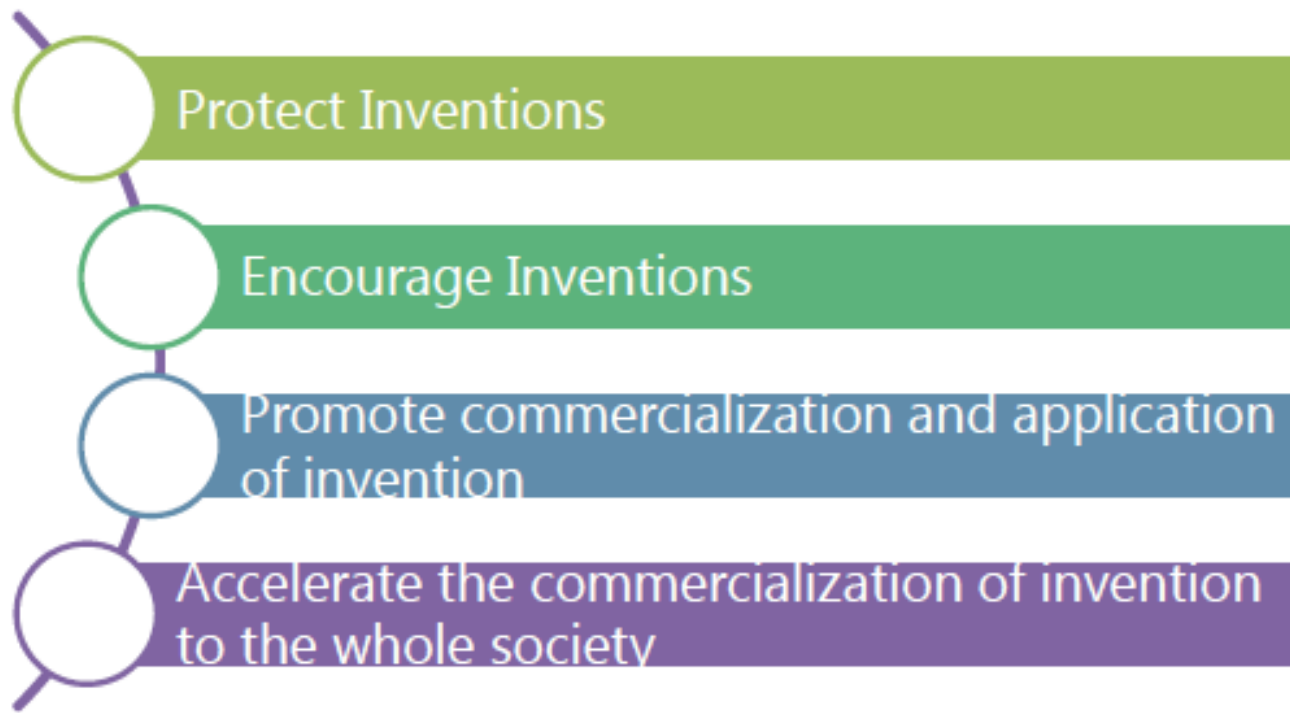 Protect Inventions
Encourage Inventions
Promote commercialization and application
of invention
Accelerate the commercialization of invention
to the whole society